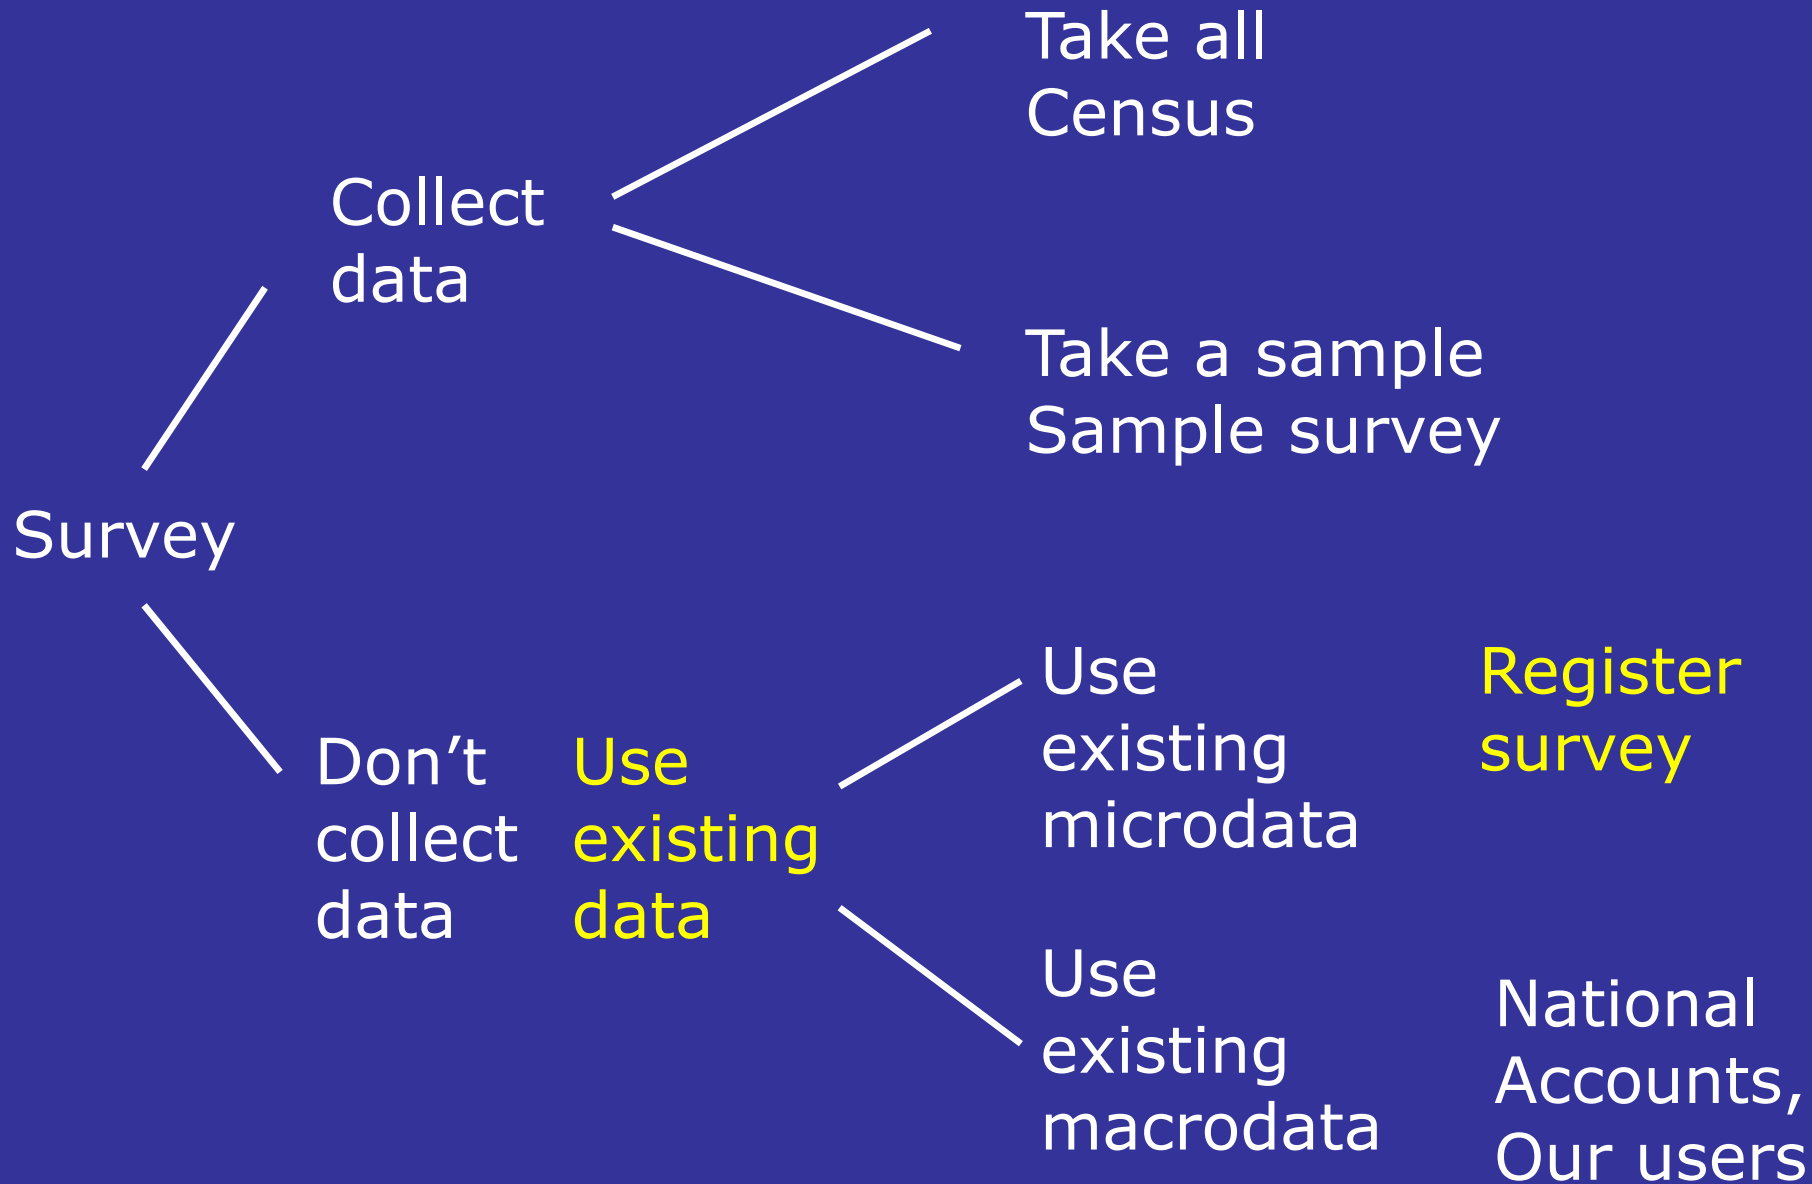 Take all
Census
Collect
data
Take a sample
Sample survey
Survey
Don’t
collect
data
Use
existing
data
Use
existing
microdata
Register
survey
Use
existing
macrodata
National
Accounts,
Our users